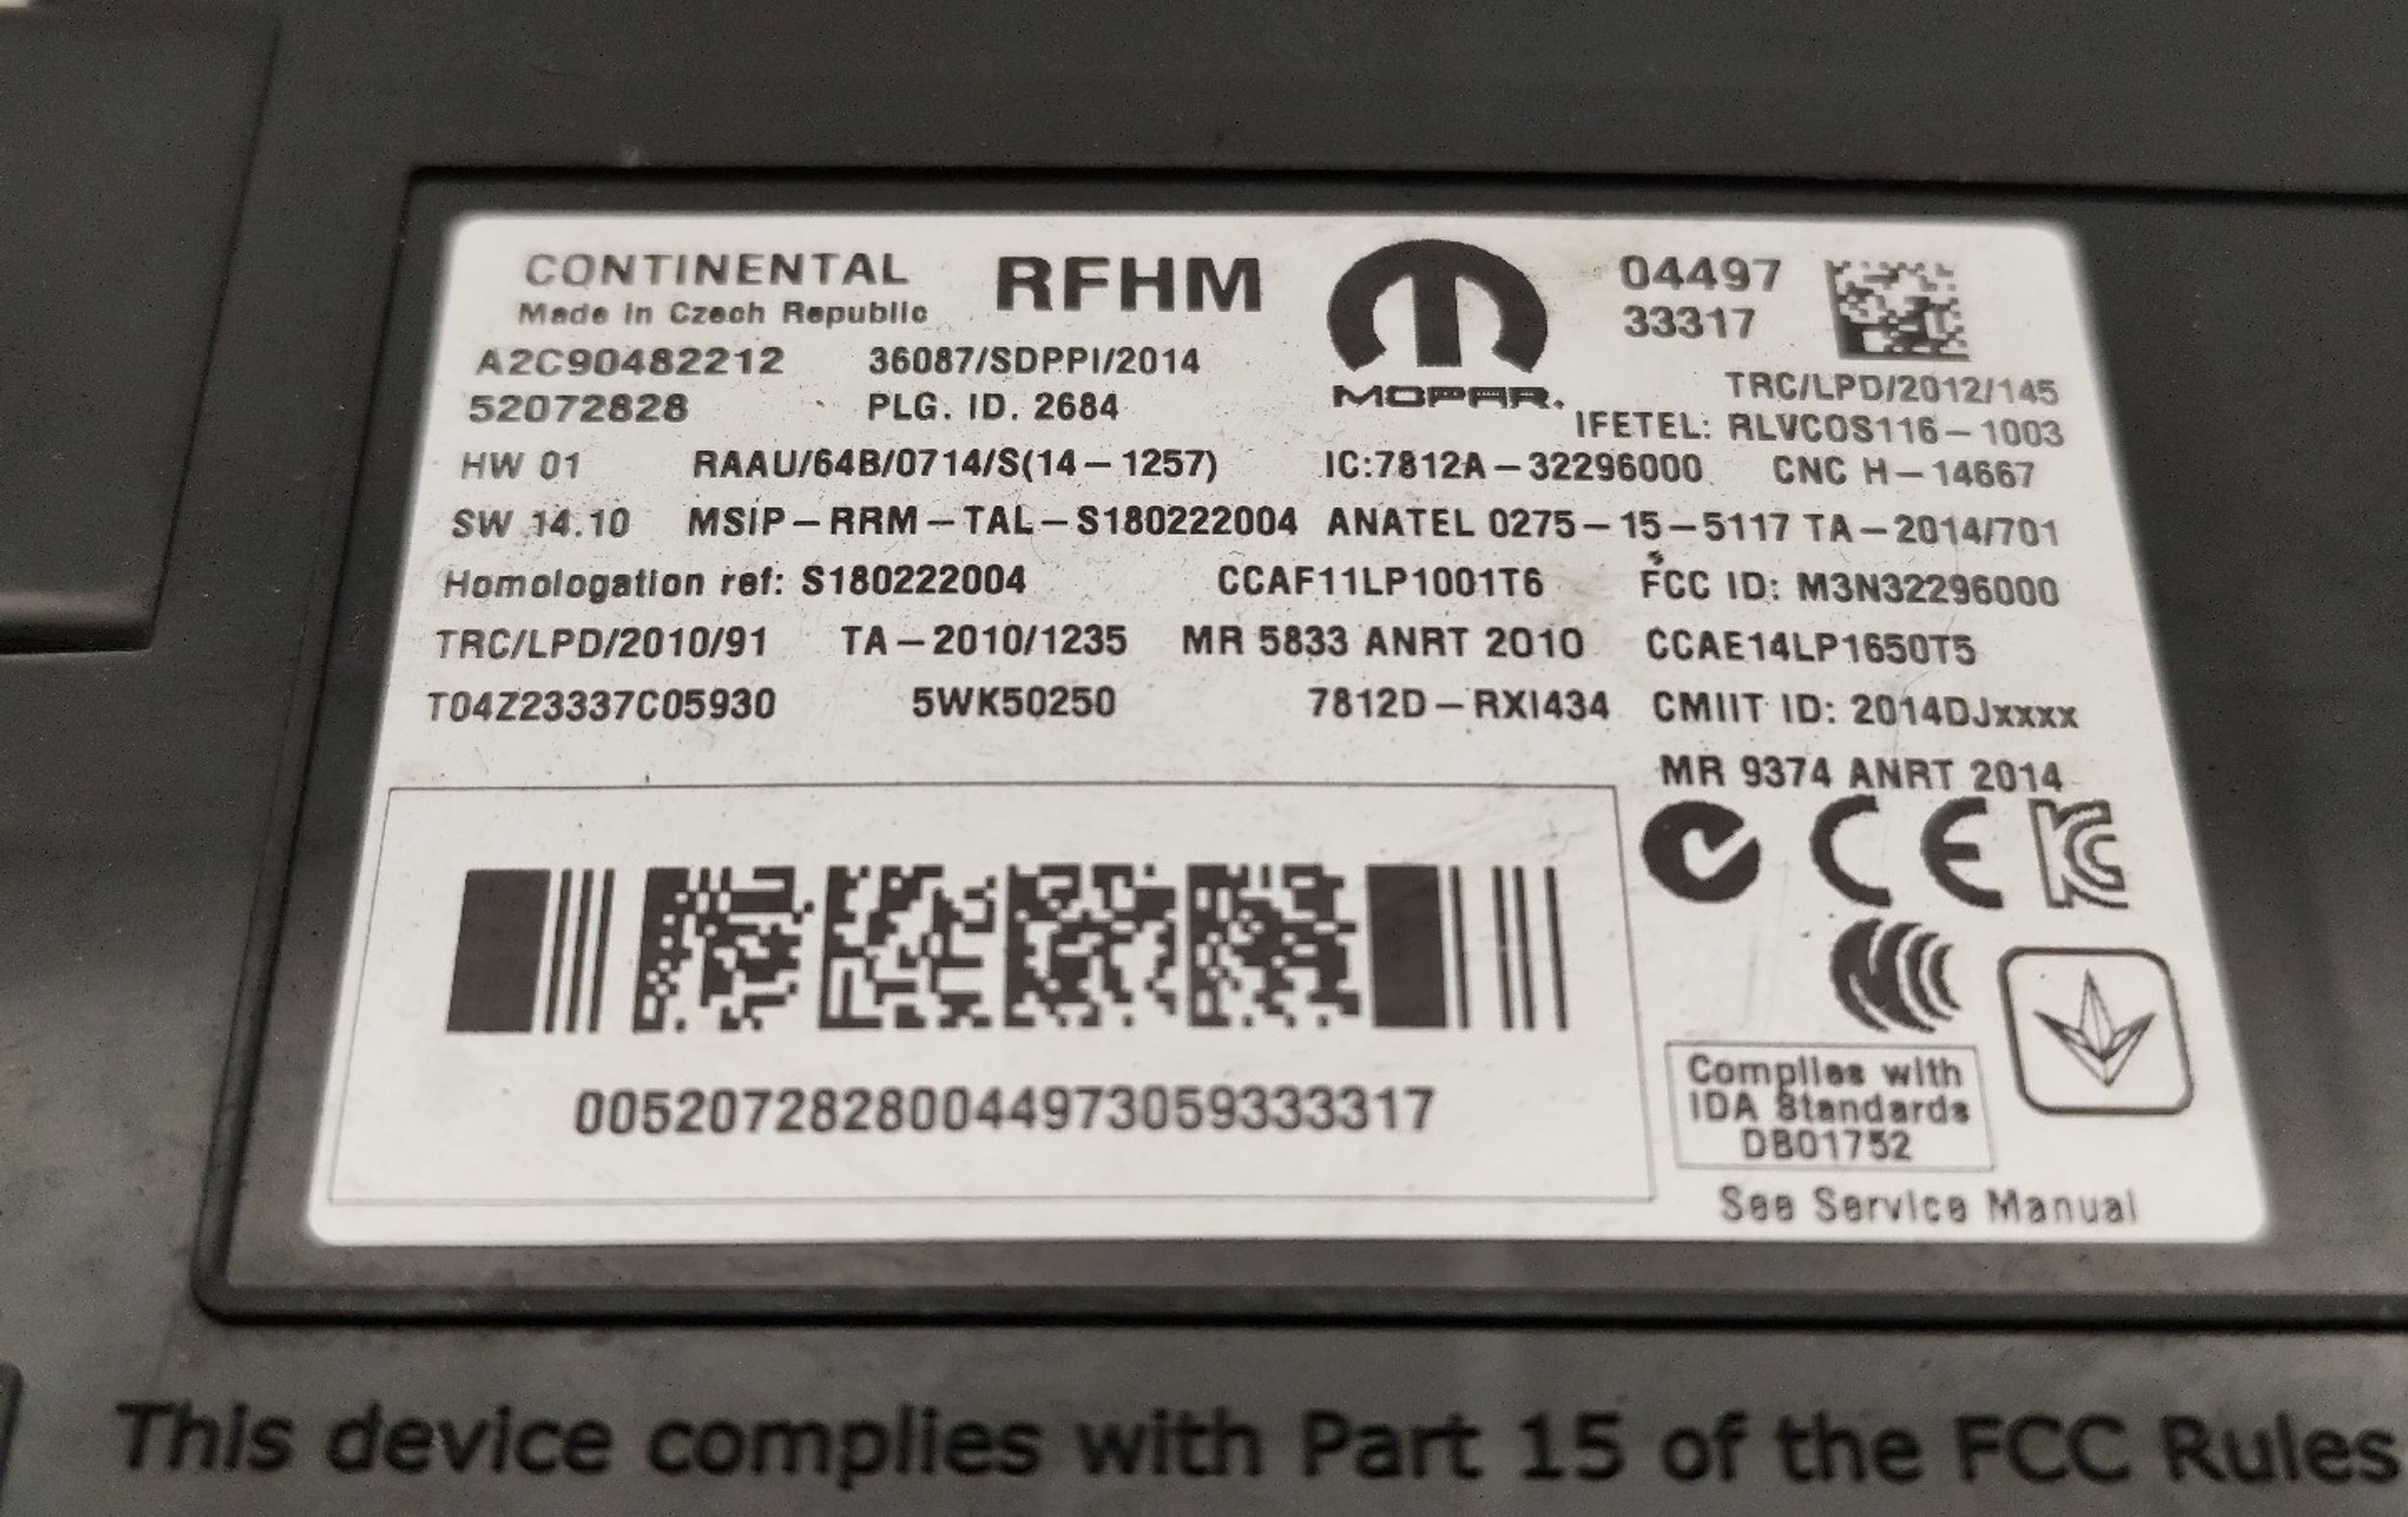 CONTINENTAL RFHM 04497
Made in Czech Republic 33317
A2C90482212 36087/SDPPI/2014 MOPAR. TRC/LPD/2012/145
52072828 PLG. ID. 2684 IFETEL: RLVCOS116-1003
HW 01 RAAU/64B/0714/S(14-1257) IC:7812A-32296000 CNC H-14667
SW 14.10 MSIP-RRM-TAL-S180222004 ANATEL 0275-15-5117 TA-2014/701
Homologation ref: S180222004 CCAF11LP1001T6 FCC ID: M3N32296000
TRC/LPD/2010/91 TA-2010/1235 MR 5833 ANRT 2010 CCAE14LP1650T5
T04Z23337C05930 5WK50250 7812D-RXI434 CMIIT ID: 2014DJxxxx
MR 9374 ANRT 2014
CE KC
00520728280044973059333317
Complies with
IDA Standards
DB01752
See Service Manual
This device complies with Part 15 of the FCC Rules